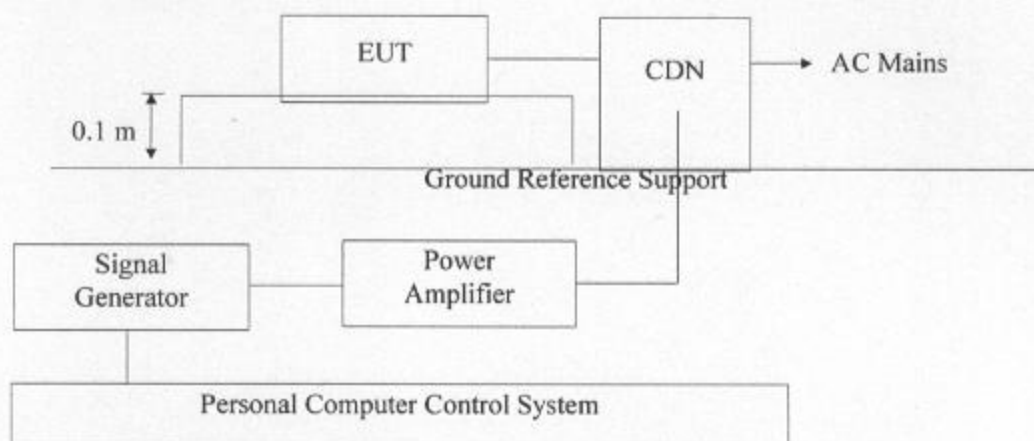 EUT
CDN
AC Mains
0.1 m
Ground Reference Support
Signal
Generator
Power
Amplifier
Personal Computer Control System